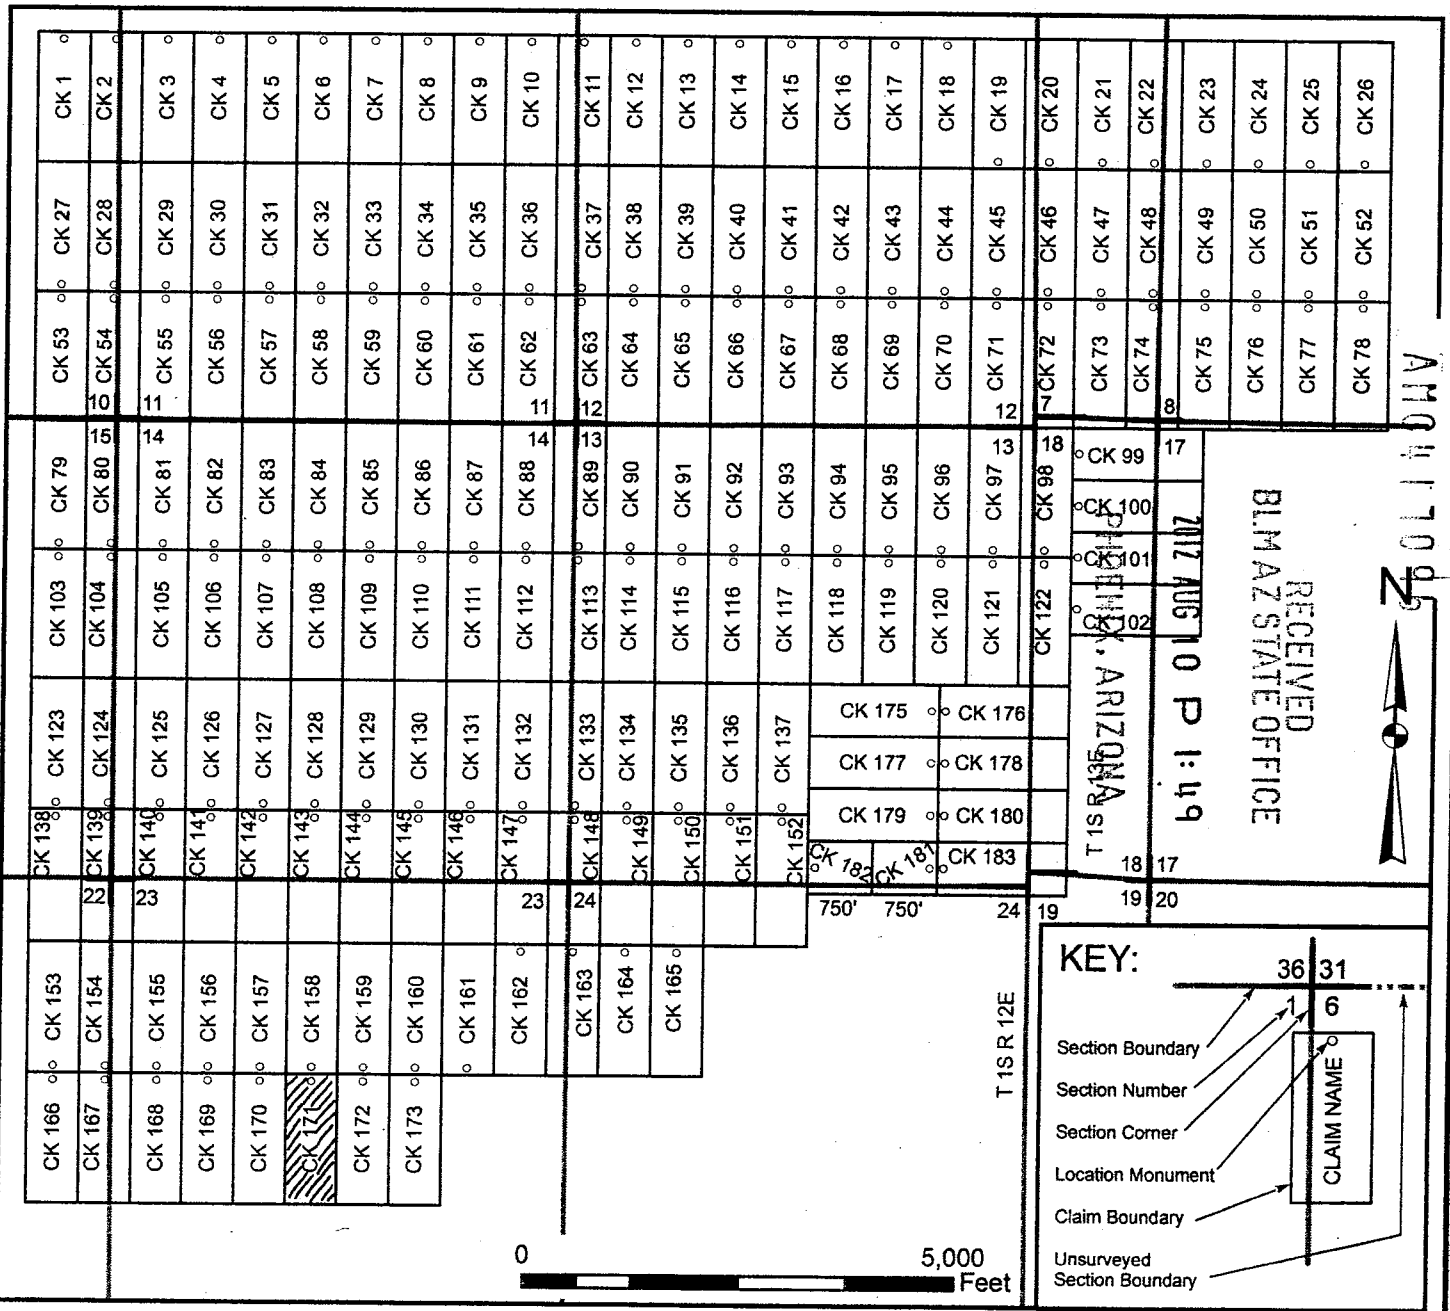 CK 1 CK 2 CK 3 CK 4 CK 5 CK 6 CK 7 CK 8 CK 9 CK 10 CK 11 CK 12 CK 13 CK 14 CK 15 CK 16 CK 17 CK 18 CK 19 CK 20 CK 21 CK 22 CK 23 CK 24 CK 25 CK 26
CK 27 CK 28 CK 29 CK 30 CK 31 CK 32 CK 33 CK 34 CK 35 CK 36 CK 37 CK 38 CK 39 CK 40 CK 41 CK 42 CK 43 CK 44 CK 45 CK 46 CK 47 CK 48 CK 49 CK 50 CK 51 CK 52
CK 53 CK 54 CK 55 CK 56 CK 57 CK 58 CK 59 CK 60 CK 61 CK 62 CK 63 CK 64 CK 65 CK 66 CK 67 CK 68 CK 69 CK 70 CK 71 CK 72 CK 73 CK 74 CK 75 CK 76 CK 77 CK 78
10 11 11 12 12 7 8
15 14 14 13 13 18 17
CK 79 CK 80 CK 81 CK 82 CK 83 CK 84 CK 85 CK 86 CK 87 CK 88 CK 89 CK 90 CK 91 CK 92 CK 93 CK 94 CK 95 CK 96 CK 97 CK 98
CK 99
CK 100
CK 101
CK 102
CK 103 CK 104 CK 105 CK 106 CK 107 CK 108 CK 109 CK 110 CK 111 CK 112 CK 113 CK 114 CK 115 CK 116 CK 117 CK 118 CK 119 CK 120 CK 121 CK 122
CK 123 CK 124 CK 125 CK 126 CK 127 CK 128 CK 129 CK 130 CK 131 CK 132 CK 133 CK 134 CK 135 CK 136 CK 137
CK 175 CK 176
CK 177 CK 178
CK 179 CK 180
CK 138 CK 139 CK 140 CK 141 CK 142 CK 143 CK 144 CK 145 CK 146 CK 147 CK 148 CK 149 CK 150 CK 151 CK 152
CK 182 CK 181 CK 183
18 17
22 23 23 24 750' 750' 24 19 19 20
CK 153 CK 154 CK 155 CK 156 CK 157 CK 158 CK 159 CK 160 CK 161 CK 162 CK 163 CK 164 CK 165
CK 166 CK 167 CK 168 CK 169 CK 170 CK 171 CK 172 CK 173
T1S R 13E
T1S R 12E
RECEIVED
BLM AZ STATE OFFICE
2012 AUG 10 P 1:49
PHOENIX, ARIZONA
N
0 5,000
Feet
KEY:
36 31
1 6
CLAIM NAME
Section Boundary
Section Number
Section Corner
Location Monument
Claim Boundary
Unsurveyed
Section Boundary